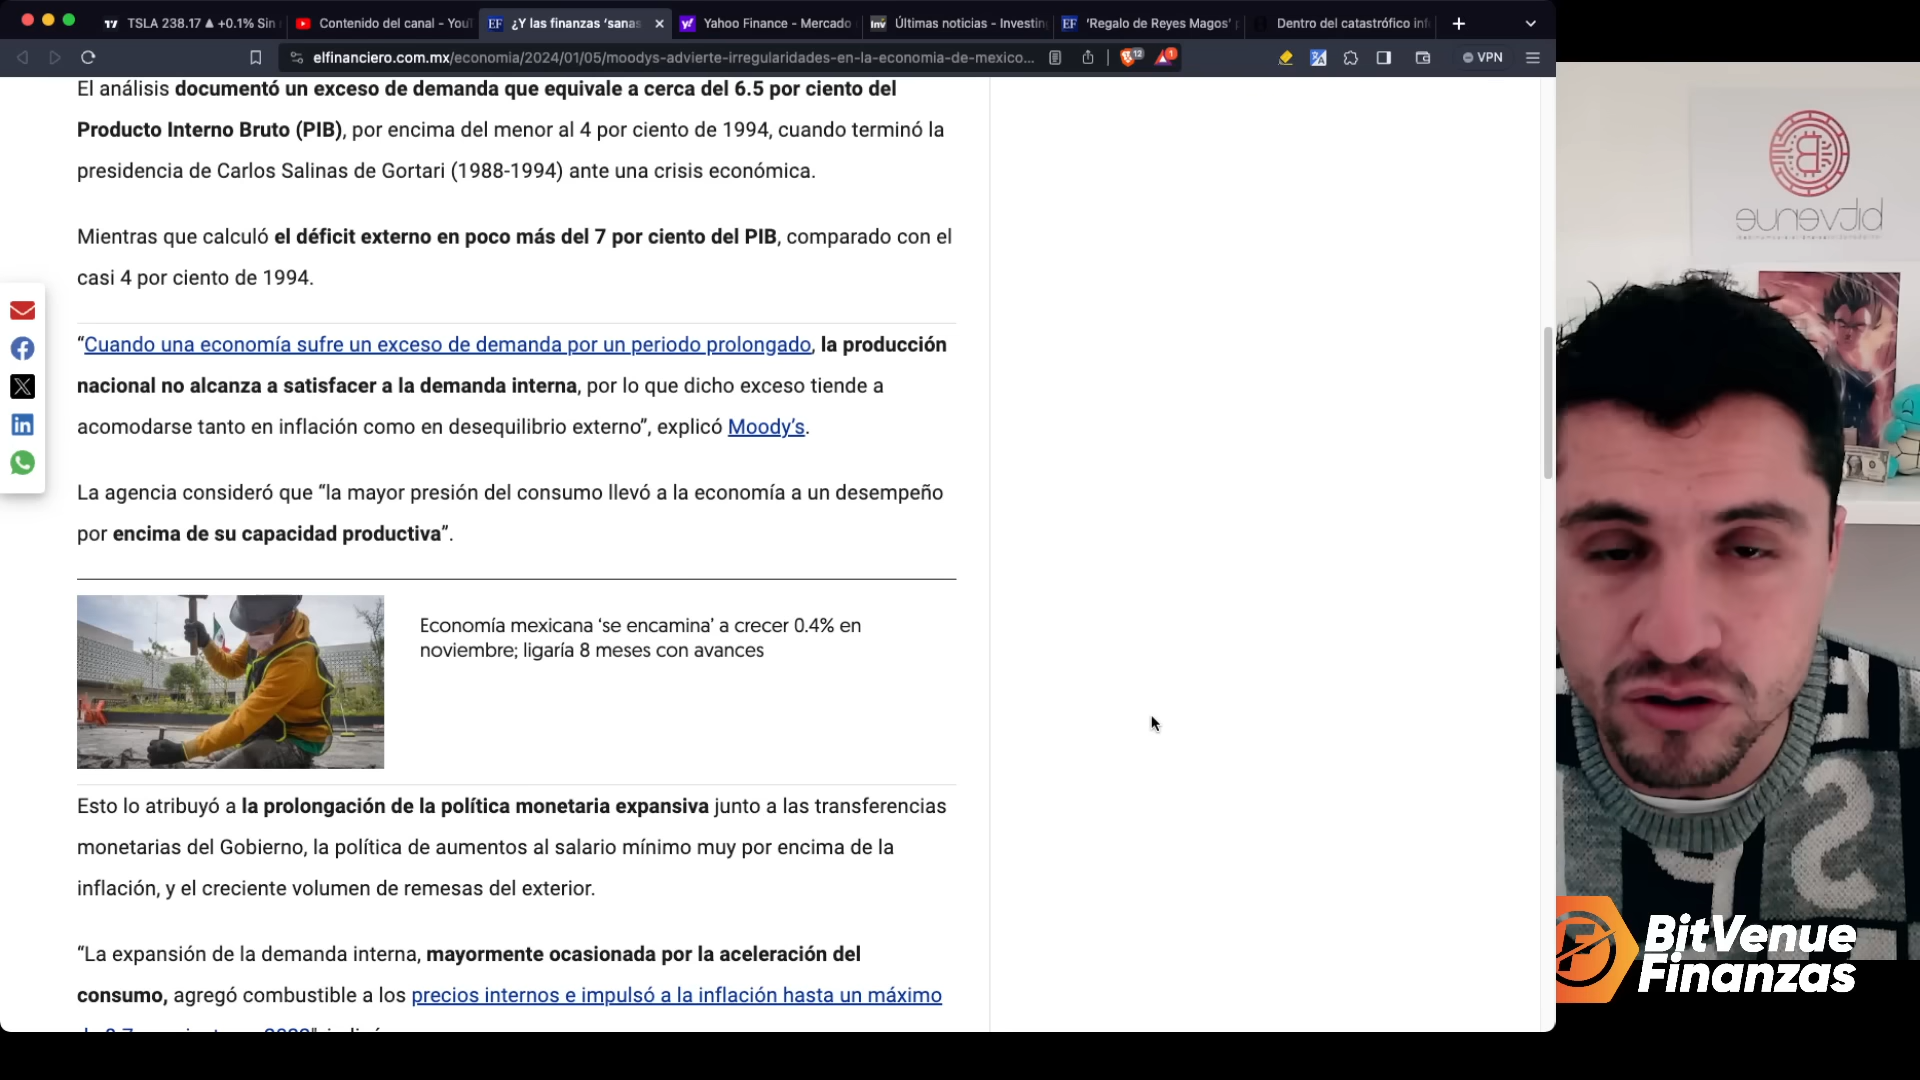 TSLA 238.17 ▲ +0.1% Sin
Contenido del canal - YouT
¿Y las finanzas ‘sanas
Yahoo Finance - Mercado
Últimas noticias - Investin
‘Regalo de Reyes Magos’
Dentro del catastrófico inf
elfinanciero.com.mx/economia/2024/01/05/moodys-advierte-irregularidades-en-la-economia-de-mexico...
12
1
VPN
El análisis documentó un exceso de demanda que equivale a cerca del 6.5 por ciento del
Producto Interno Bruto (PIB), por encima del menor al 4 por ciento de 1994, cuando terminó la
presidencia de Carlos Salinas de Gortari (1988-1994) ante una crisis económica.
Mientras que calculó el déficit externo en poco más del 7 por ciento del PIB, comparado con el
casi 4 por ciento de 1994.
“Cuando una economía sufre un exceso de demanda por un periodo prolongado, la producción
nacional no alcanza a satisfacer a la demanda interna, por lo que dicho exceso tiende a
acomodarse tanto en inflación como en desequilibrio externo”, explicó Moody’s.
La agencia consideró que “la mayor presión del consumo llevó a la economía a un desempeño
por encima de su capacidad productiva”.
Economía mexicana ‘se encamina’ a crecer 0.4% en
noviembre; ligaría 8 meses con avances
Esto lo atribuyó a la prolongación de la política monetaria expansiva junto a las transferencias
monetarias del Gobierno, la política de aumentos al salario mínimo muy por encima de la
inflación, y el creciente volumen de remesas del exterior.
“La expansión de la demanda interna, mayormente ocasionada por la aceleración del
consumo, agregó combustible a los precios internos e impulsó a la inflación hasta un máximo
bitvenue
BitVenue
Finanzas